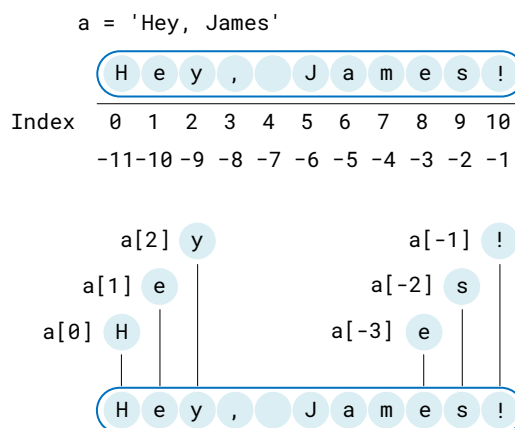 a = 'Hey, James'
H e y , J a m e s !
Index 0 1 2 3 4 5 6 7 8 9 10
-11 -10 -9 -8 -7 -6 -5 -4 -3 -2 -1
a[2] y a[-1] !
a[1] e a[-2] s
a[0] H a[-3] e
H e y , J a m e s !